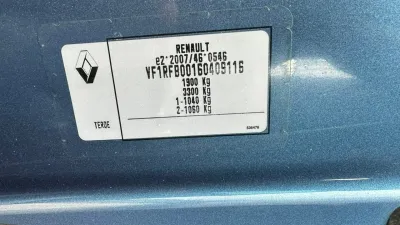 RENAULT
e2*2007/46*0546
VF1RFB00160409116
1900 Kg
3300 Kg
1-1040 Kg
2-1060 Kg
TERDE